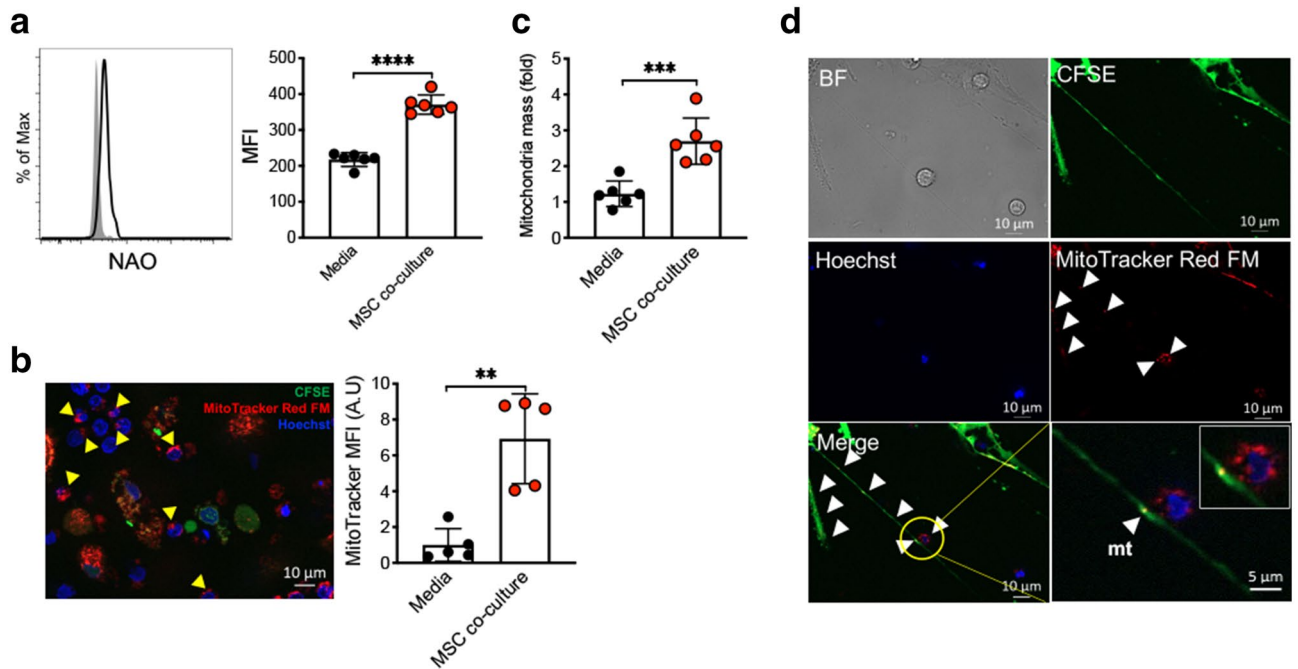 a
% of Max
NAO
MFI
500
400
300
200
100
0
****
Media
MSC co-culture
c
Mitochondria mass (fold)
5
4
3
2
1
0
***
Media
MSC co-culture
b
CFSE
MitoTracker Red FM
Hoechst
10 µm
MitoTracker MFI (A.U)
10
8
6
4
2
0
**
Media
MSC co-culture
d
BF
10 µm
CFSE
10 µm
Hoechst
10 µm
MitoTracker Red FM
10 µm
Merge
10 µm
mt
5 µm